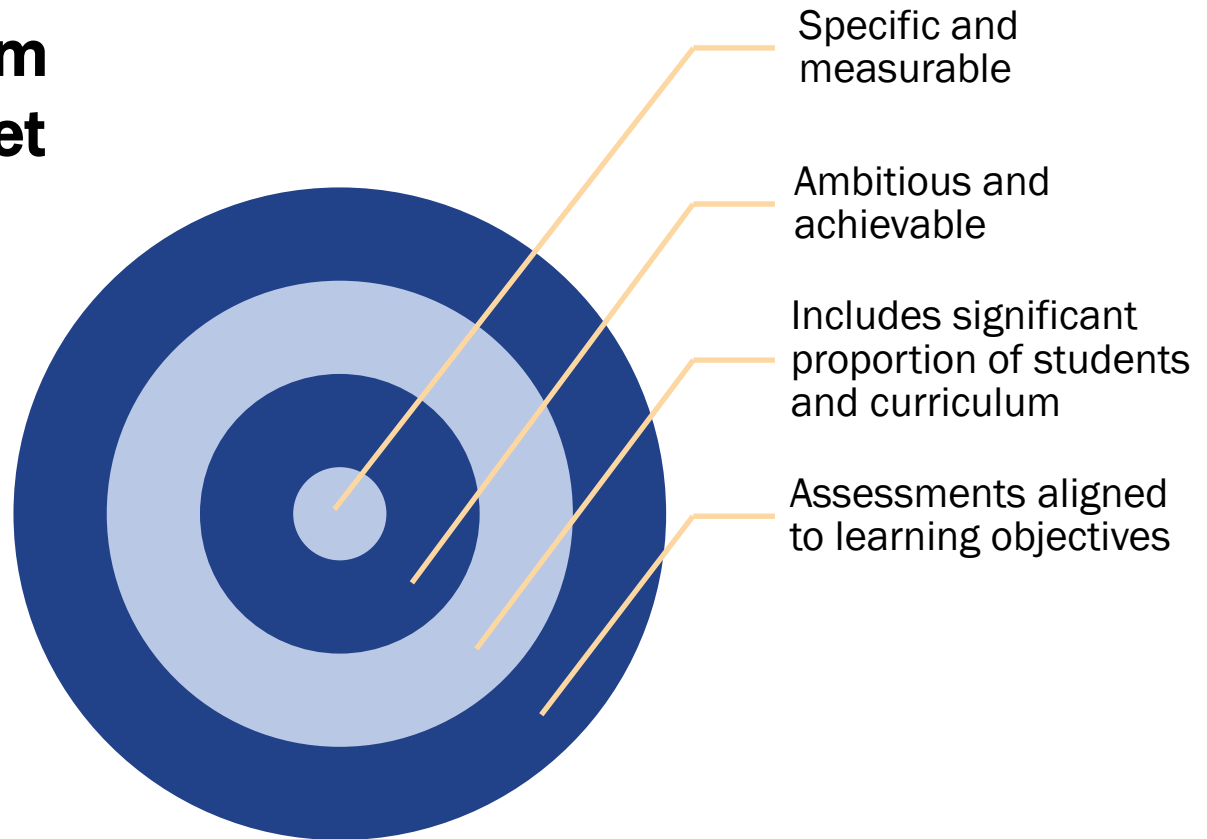 Specific and
measurable
Ambitious and
achievable
Includes significant
proportion of students
and curriculum
Assessments aligned
to learning objectives